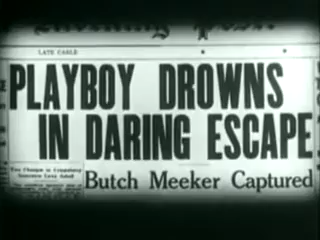 LATE CABLE
PLAYBOY DROWNS
IN DARING ESCAPE
Butch Meeker Captured